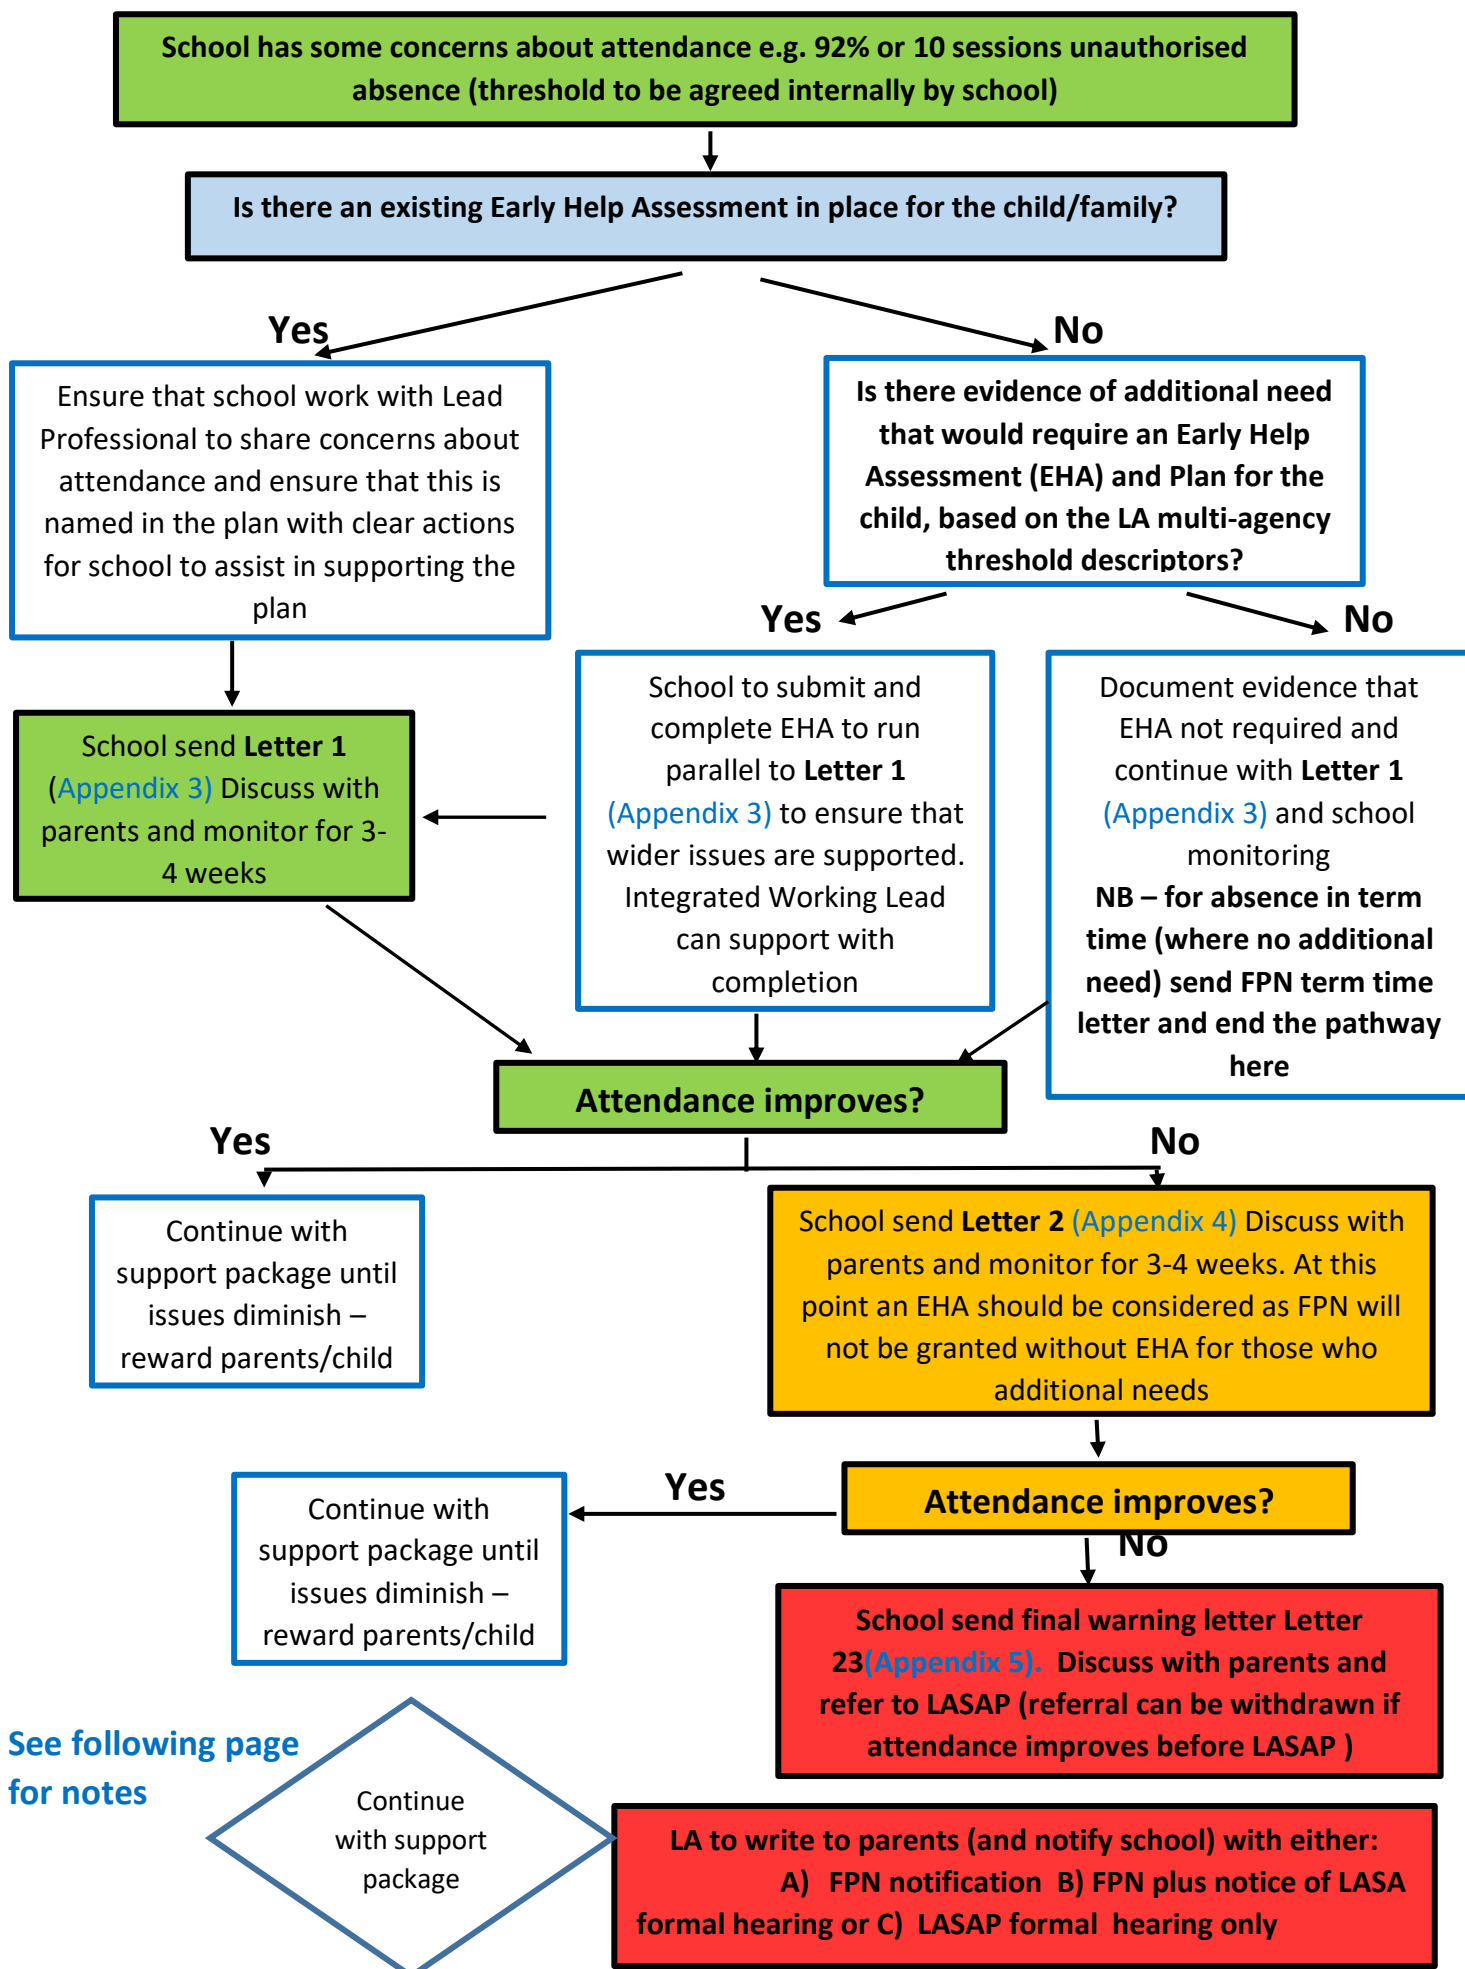 School has some concerns about attendance e.g. 92% or 10 sessions unauthorised
absence (threshold to be agreed internally by school)
Is there an existing Early Help Assessment in place for the child/family?
Yes
No
Ensure that school work with Lead
Professional to share concerns about
attendance and ensure that this is
named in the plan with clear actions
for school to assist in supporting the
plan
Is there evidence of additional need
that would require an Early Help
Assessment (EHA) and Plan for the
child, based on the LA multi-agency
threshold descriptors?
Yes
No
School send Letter 1
(Appendix 3) Discuss with
parents and monitor for 3-
4 weeks
School to submit and
complete EHA to run
parallel to Letter 1
(Appendix 3) to ensure that
wider issues are supported.
Integrated Working Lead
can support with
completion
Document evidence that
EHA not required and
continue with Letter 1
(Appendix 3) and school
monitoring
NB – for absence in term
time (where no additional
need) send FPN term time
letter and end the pathway
here
Attendance improves?
Yes
No
Continue with
support package until
issues diminish –
reward parents/child
School send Letter 2 (Appendix 4) Discuss with
parents and monitor for 3-4 weeks. At this
point an EHA should be considered as FPN will
not be granted without EHA for those who
additional needs
Attendance improves?
Yes
No
Continue with
support package until
issues diminish –
reward parents/child
School send final warning letter Letter
23(Appendix 5). Discuss with parents and
refer to LASAP (referral can be withdrawn if
attendance improves before LASAP )
See following page
for notes
Continue
with support
package
LA to write to parents (and notify school) with either:
A) FPN notification B) FPN plus notice of LASA
formal hearing or C) LASAP formal hearing only